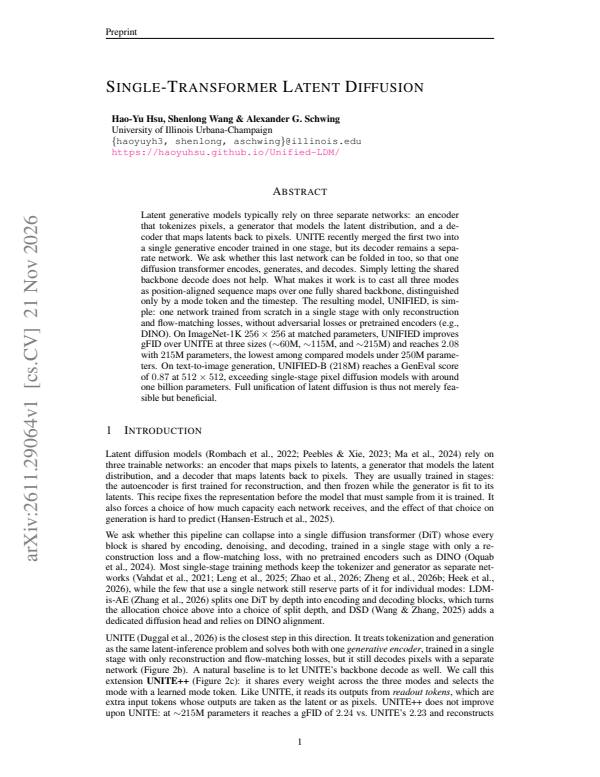 Preprint
SINGLE-TRANSFORMER LATENT DIFFUSION
Hao-Yu Hsu, Shenlong Wang & Alexander G. Schwing
University of Illinois Urbana-Champaign
{haoyuyh3, shenlong, aschwing}@illinois.edu
https://haoyuhsu.github.io/Unified-LDM/
ABSTRACT
Latent generative models typically rely on three separate networks: an encoder
that tokenizes pixels, a generator that models the latent distribution, and a de-
coder that maps latents back to pixels. UNITE recently merged the first two into
a single generative encoder trained in one stage, but its decoder remains a sepa-
rate network. We ask whether this last network can be folded in too, so that one
diffusion transformer encodes, generates, and decodes. Simply letting the shared
backbone decode does not help. What makes it work is to cast all three modes
as position-aligned sequence maps over one fully shared backbone, distinguished
only by a mode token and the timestep. The resulting model, UNIFIED, is sim-
ple: one network trained from scratch in a single stage with only reconstruction
and flow-matching losses, without adversarial losses or pretrained encoders (e.g.,
DINO). On ImageNet-1K 256 × 256 at matched parameters, UNIFIED improves
gFID over UNITE at three sizes (∼60M, ∼115M, and ∼215M) and reaches 2.08
with 215M parameters, the lowest among compared models under 250M parame-
ters. On text-to-image generation, UNIFIED-B (218M) reaches a GenEval score
of 0.87 at 512 × 512, exceeding single-stage pixel diffusion models with around
one billion parameters. Full unification of latent diffusion is thus not merely fea-
sible but beneficial.
1 INTRODUCTION
Latent diffusion models (Rombach et al., 2022; Peebles & Xie, 2023; Ma et al., 2024) rely on
three trainable networks: an encoder that maps pixels to latents, a generator that models the latent
distribution, and a decoder that maps latents back to pixels. They are usually trained in stages:
the autoencoder is first trained for reconstruction, and then frozen while the generator is fit to its
latents. This recipe fixes the representation before the model that must sample from it is trained. It
also forces a choice of how much capacity each network receives, and the effect of that choice on
generation is hard to predict (Hansen-Estruch et al., 2025).
We ask whether this pipeline can collapse into a single diffusion transformer (DiT) whose every
block is shared by encoding, denoising, and decoding, trained in a single stage with only a re-
construction loss and a flow-matching loss, with no pretrained encoders such as DINO (Oquab
et al., 2024). Most single-stage training methods keep the tokenizer and generator as separate net-
works (Vahdat et al., 2021; Leng et al., 2025; Zhao et al., 2026; Zheng et al., 2026b; Heek et al.,
2026), while the few that use a single network still reserve parts of it for individual modes: LDM-
is-AE (Zhang et al., 2026) splits one DiT by depth into encoding and decoding blocks, which turns
the allocation choice above into a choice of split depth, and DSD (Wang & Zhang, 2025) adds a
dedicated diffusion head and relies on DINO alignment.
UNITE (Duggal et al., 2026) is the closest step in this direction. It treats tokenization and generation
as the same latent-inference problem and solves both with one generative encoder, trained in a single
stage with only reconstruction and flow-matching losses, but it still decodes pixels with a separate
network (Figure 2b). A natural baseline is to let UNITE's backbone decode as well. We call this
extension UNITE++ (Figure 2c): it shares every weight across the three modes and selects the
mode with a learned mode token. Like UNITE, it reads its outputs from readout tokens, which are
extra input tokens whose outputs are taken as the latent or as pixels. UNITE++ does not improve
upon UNITE: at ∼215M parameters it reaches a gFID of 2.24 vs. UNITE's 2.23 and reconstructs
1
arXiv:2611.29064v1 [cs.CV] 21 Nov 2026